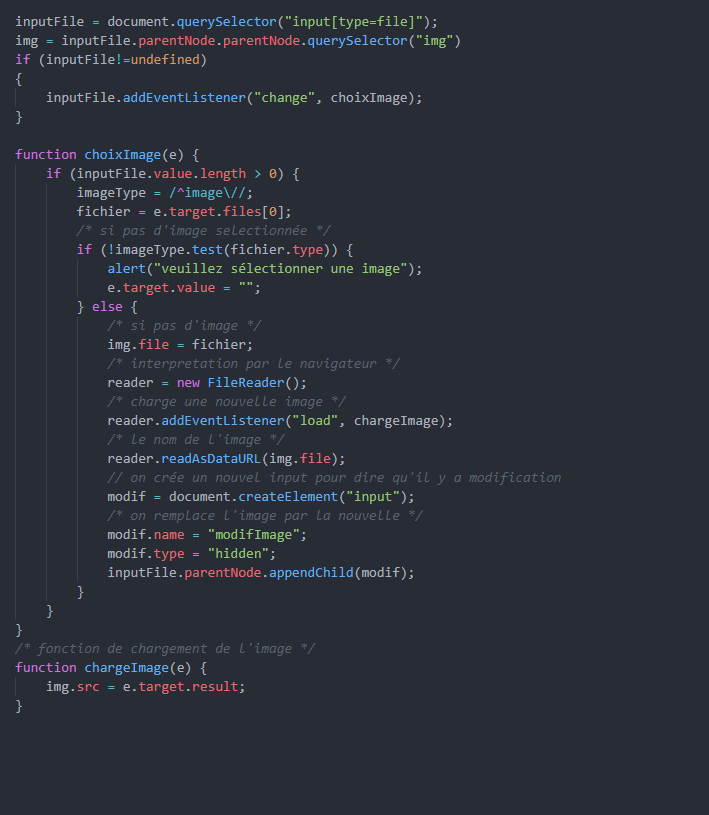 inputFile = document.querySelector("input[type=file]");
img = inputFile.parentNode.parentNode.querySelector("img")
if (inputFile!=undefined)
{
    inputFile.addEventListener("change", choixImage);
}

function choixImage(e) {
    if (inputFile.value.length > 0) {
        imageType = /^image\//;
        fichier = e.target.files[0];
        /* si pas d'image selectionnée */
        if (!imageType.test(fichier.type)) {
            alert("veuillez sélectionner une image");
            e.target.value = "";
        } else {
            /* si pas d'image */
            img.file = fichier;
            /* interpretation par le navigateur */
            reader = new FileReader();
            /* charge une nouvelle image */
            reader.addEventListener("load", chargeImage);
            /* le nom de l'image */
            reader.readAsDataURL(img.file);
            // on crée un nouvel input pour dire qu'il y a modification
            modif = document.createElement("input");
            /* on remplace l'image par la nouvelle */
            modif.name = "modifImage";
            modif.type = "hidden";
            inputFile.parentNode.appendChild(modif);
        }
    }
}
/* fonction de chargement de l'image */
function chargeImage(e) {
    img.src = e.target.result;
}